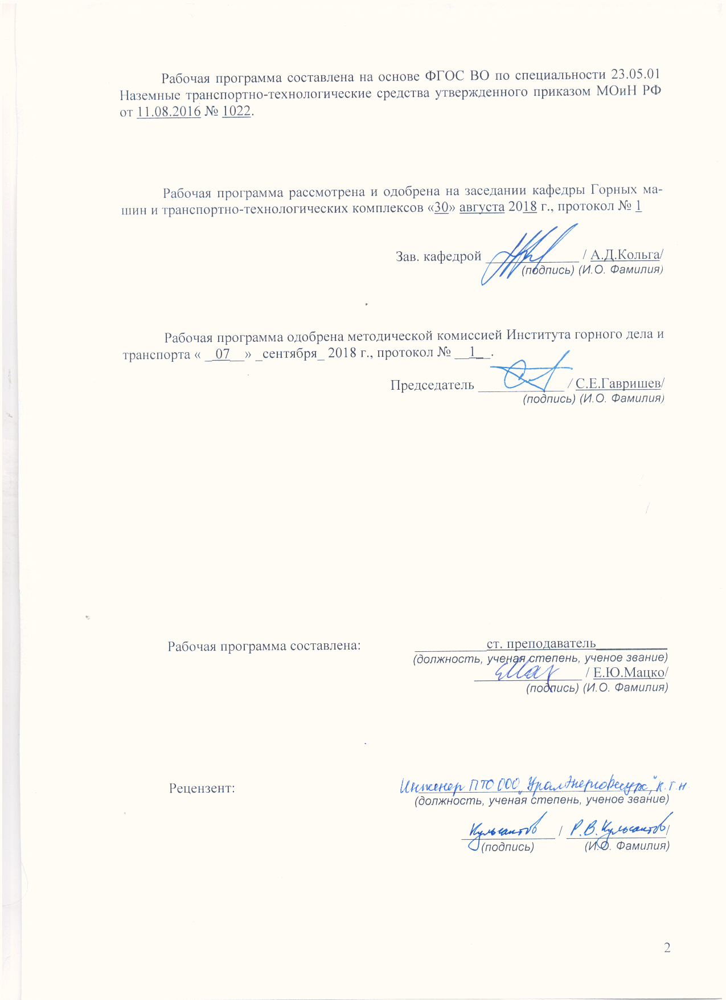 Рабочая программа составлена на основе ФГОС ВО по специальности 23.05.01
Наземные транспортно-технологические средства утвержденного приказом МОиН РФ
от 11.08.2016 № 1022.
Рабочая программа рассмотрена и одобрена на заседании кафедры Горных ма-
шин и транспортно-технологических комплексов «30» августа 2018 г., протокол № 1
Зав. кафедрой ____________ / А.Д.Кольга/
(подпись) (И.О. Фамилия)
Рабочая программа одобрена методической комиссией Института горного дела и
транспорта « _07__» _сентября_ 2018 г., протокол № __1__.
Председатель ____________ / С.Е.Гавришев/
(подпись) (И.О. Фамилия)
Рабочая программа составлена: __________ст. преподаватель__________
(должность, ученая степень, ученое звание)
_______________ / Е.Ю.Мацко/
(подпись) (И.О. Фамилия)
Рецензент: Инженер ПТО ООО „УралЭнергоРесурс", к.т.н.
(должность, ученая степень, ученое звание)
/
(подпись) (И.О. Фамилия)
2